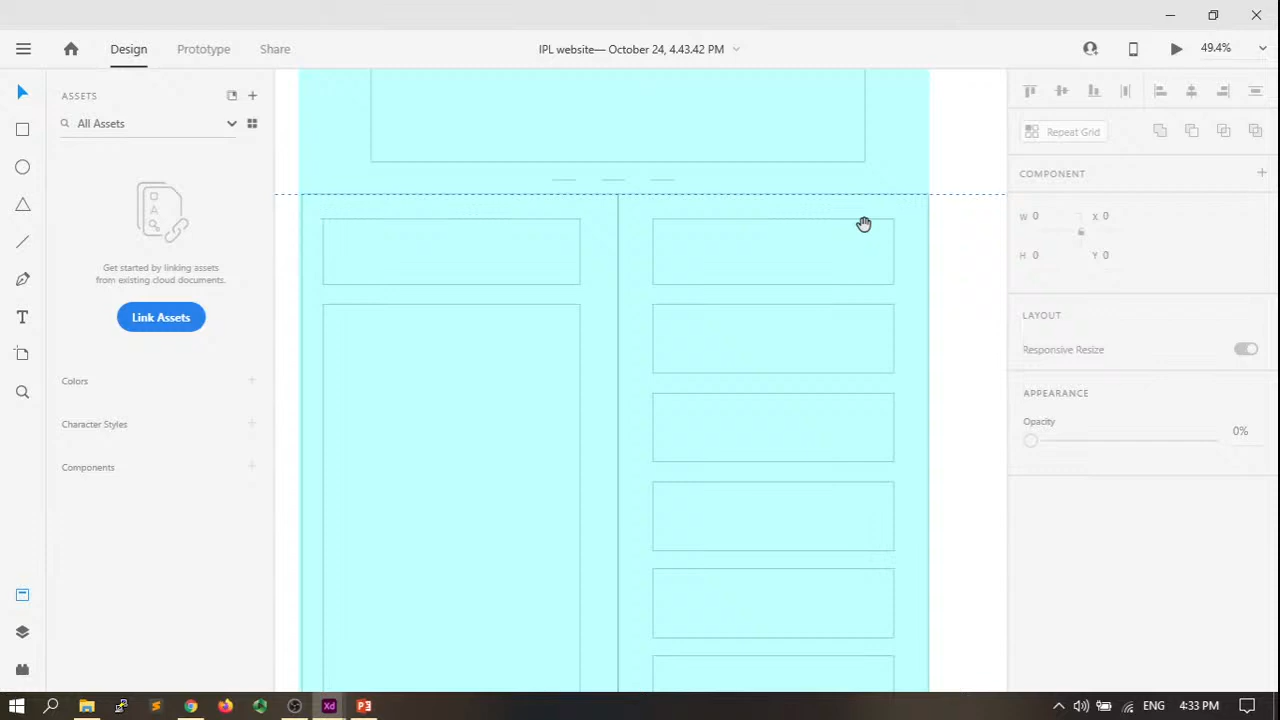 Design
Prototype
Share
IPL website— October 24, 4.43.42 PM
49.4%
ASSETS
All Assets
Get started by linking assets
from existing cloud documents.
Link Assets
Colors
Character Styles
Components
Repeat Grid
COMPONENT
W 0
X 0
H 0
Y 0
LAYOUT
Responsive Resize
APPEARANCE
Opacity
0%
Xd
ENG
4:33 PM